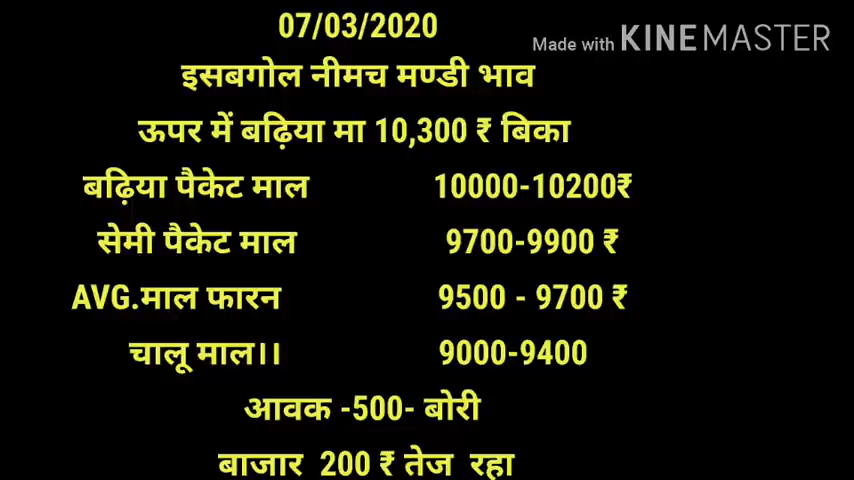 07/03/2020
Made with KINEMASTER
इसबगोल नीमच मण्डी भाव
ऊपर में बढ़िया मा 10,300 ₹ बिका
बढ़िया पैकेट माल 10000-10200₹
सेमी पैकेट माल 9700-9900 ₹
AVG.माल फारन 9500 - 9700 ₹
चालू माल।। 9000-9400
आवक -500- बोरी
बाजार 200 ₹ तेज रहा